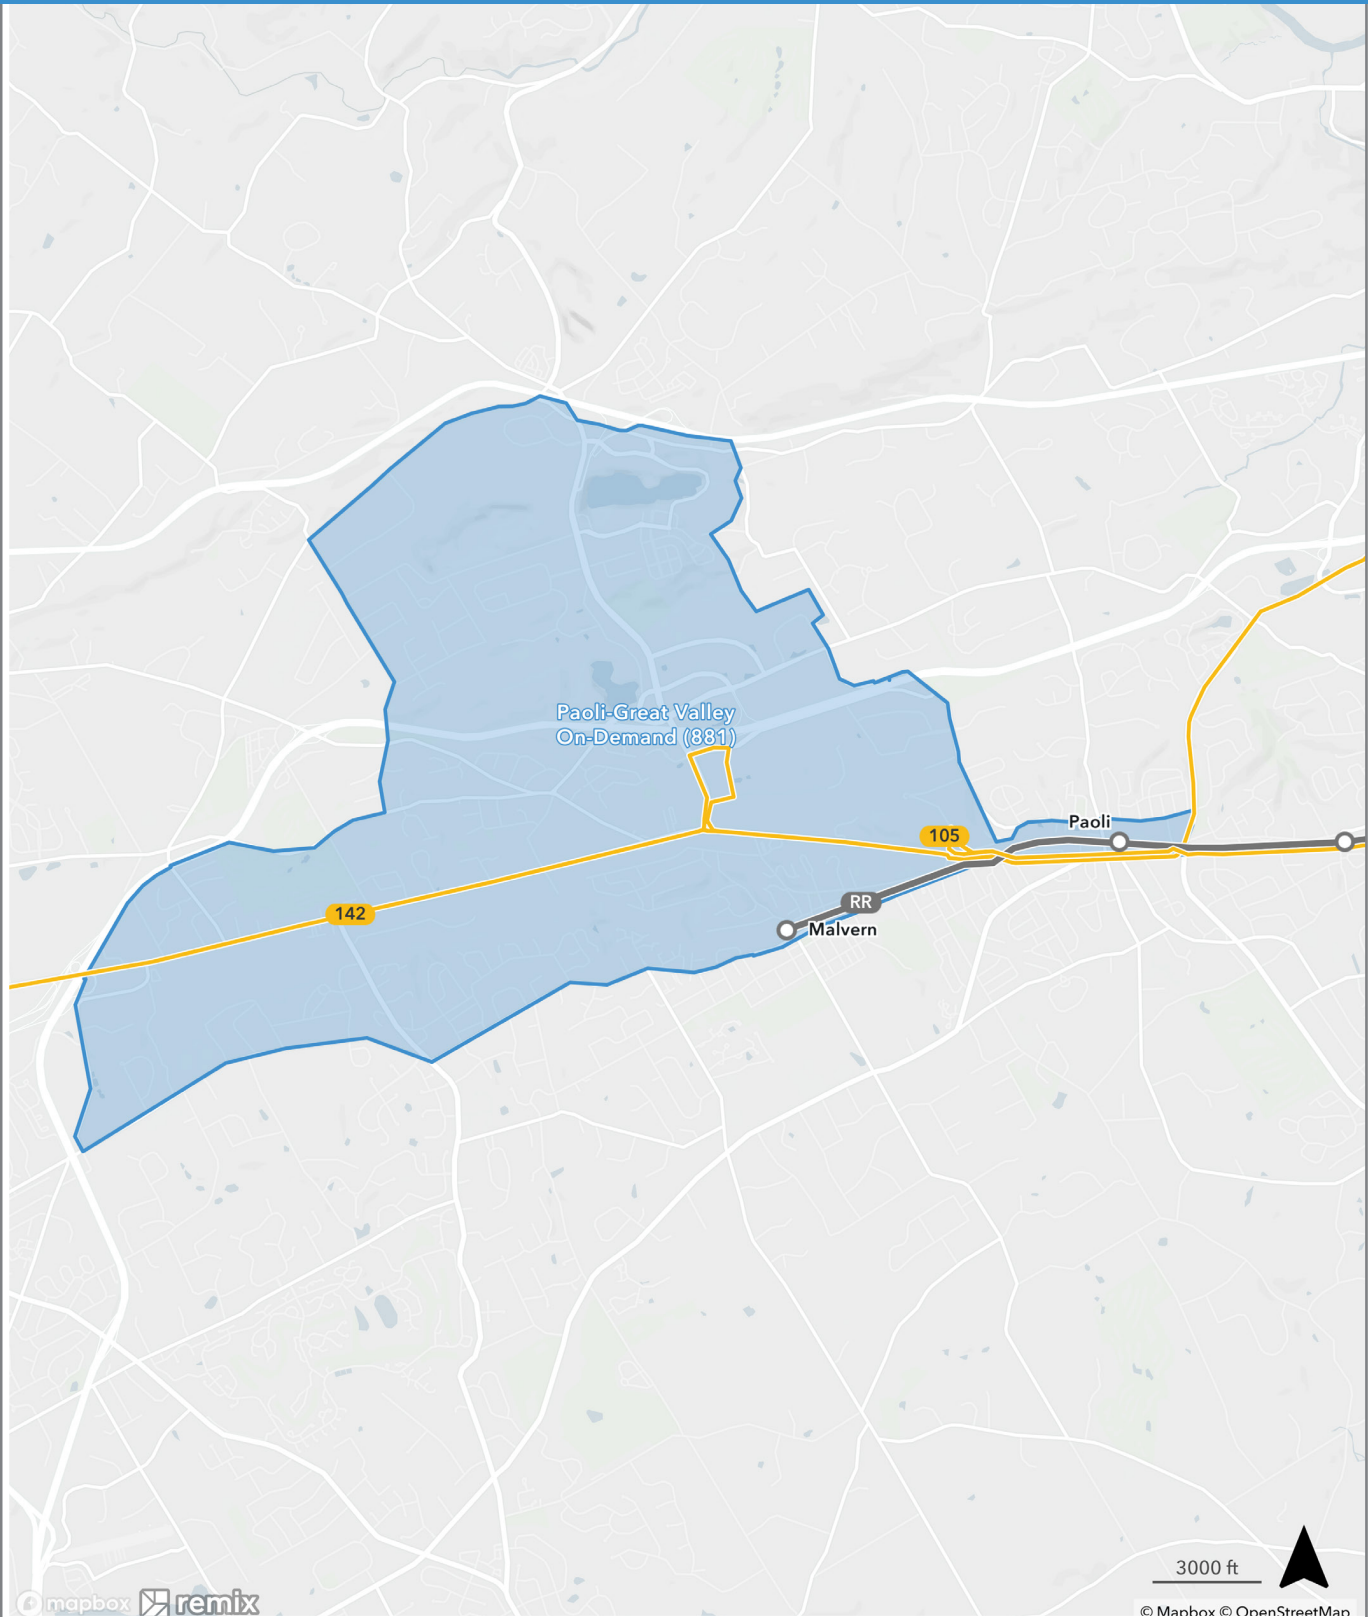 Paoli-Great Valley
On-Demand (881)
Paoli
105
RR
142
Malvern
3000 ft
mapbox remix
© Mapbox © OpenStreetMap